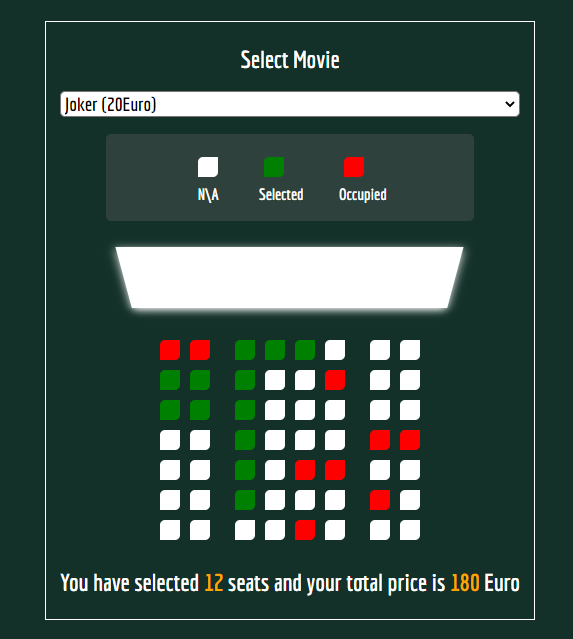 Select Movie
Joker (20Euro)
N\A Selected Occupied
You have selected 12 seats and your total price is 180 Euro